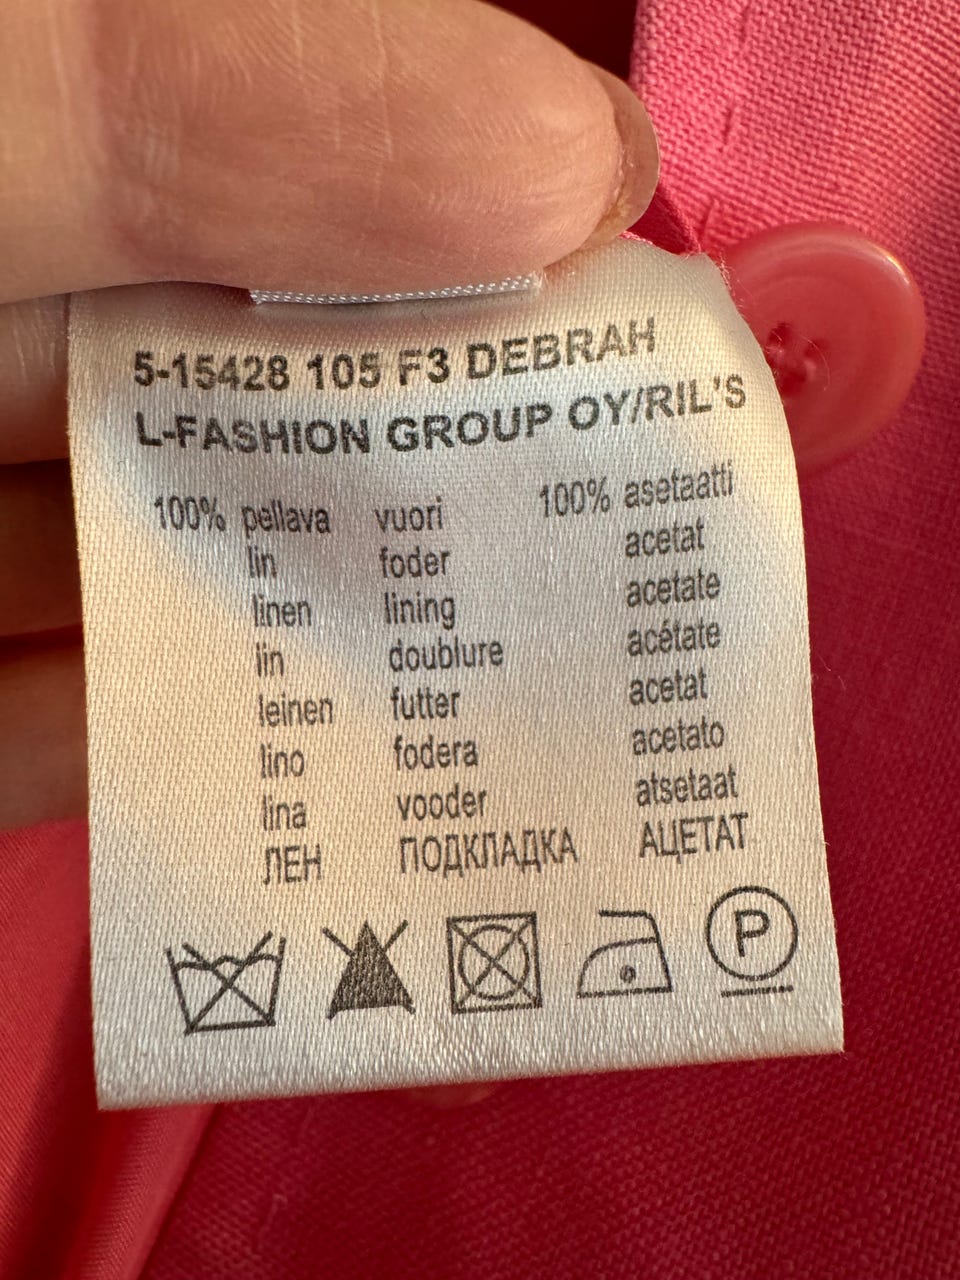 5-15428 105 F3 DEBRAH
L-FASHION GROUP OY/RIL'S
100% pellava vuori 100% asetaatti
lin foder acetat
linen lining acetate
lin doublure acétate
leinen futter acetat
lino fodera acetato
lina vooder atsetaat
ЛЕН ПОДКЛАДКА АЦЕТАТ
P